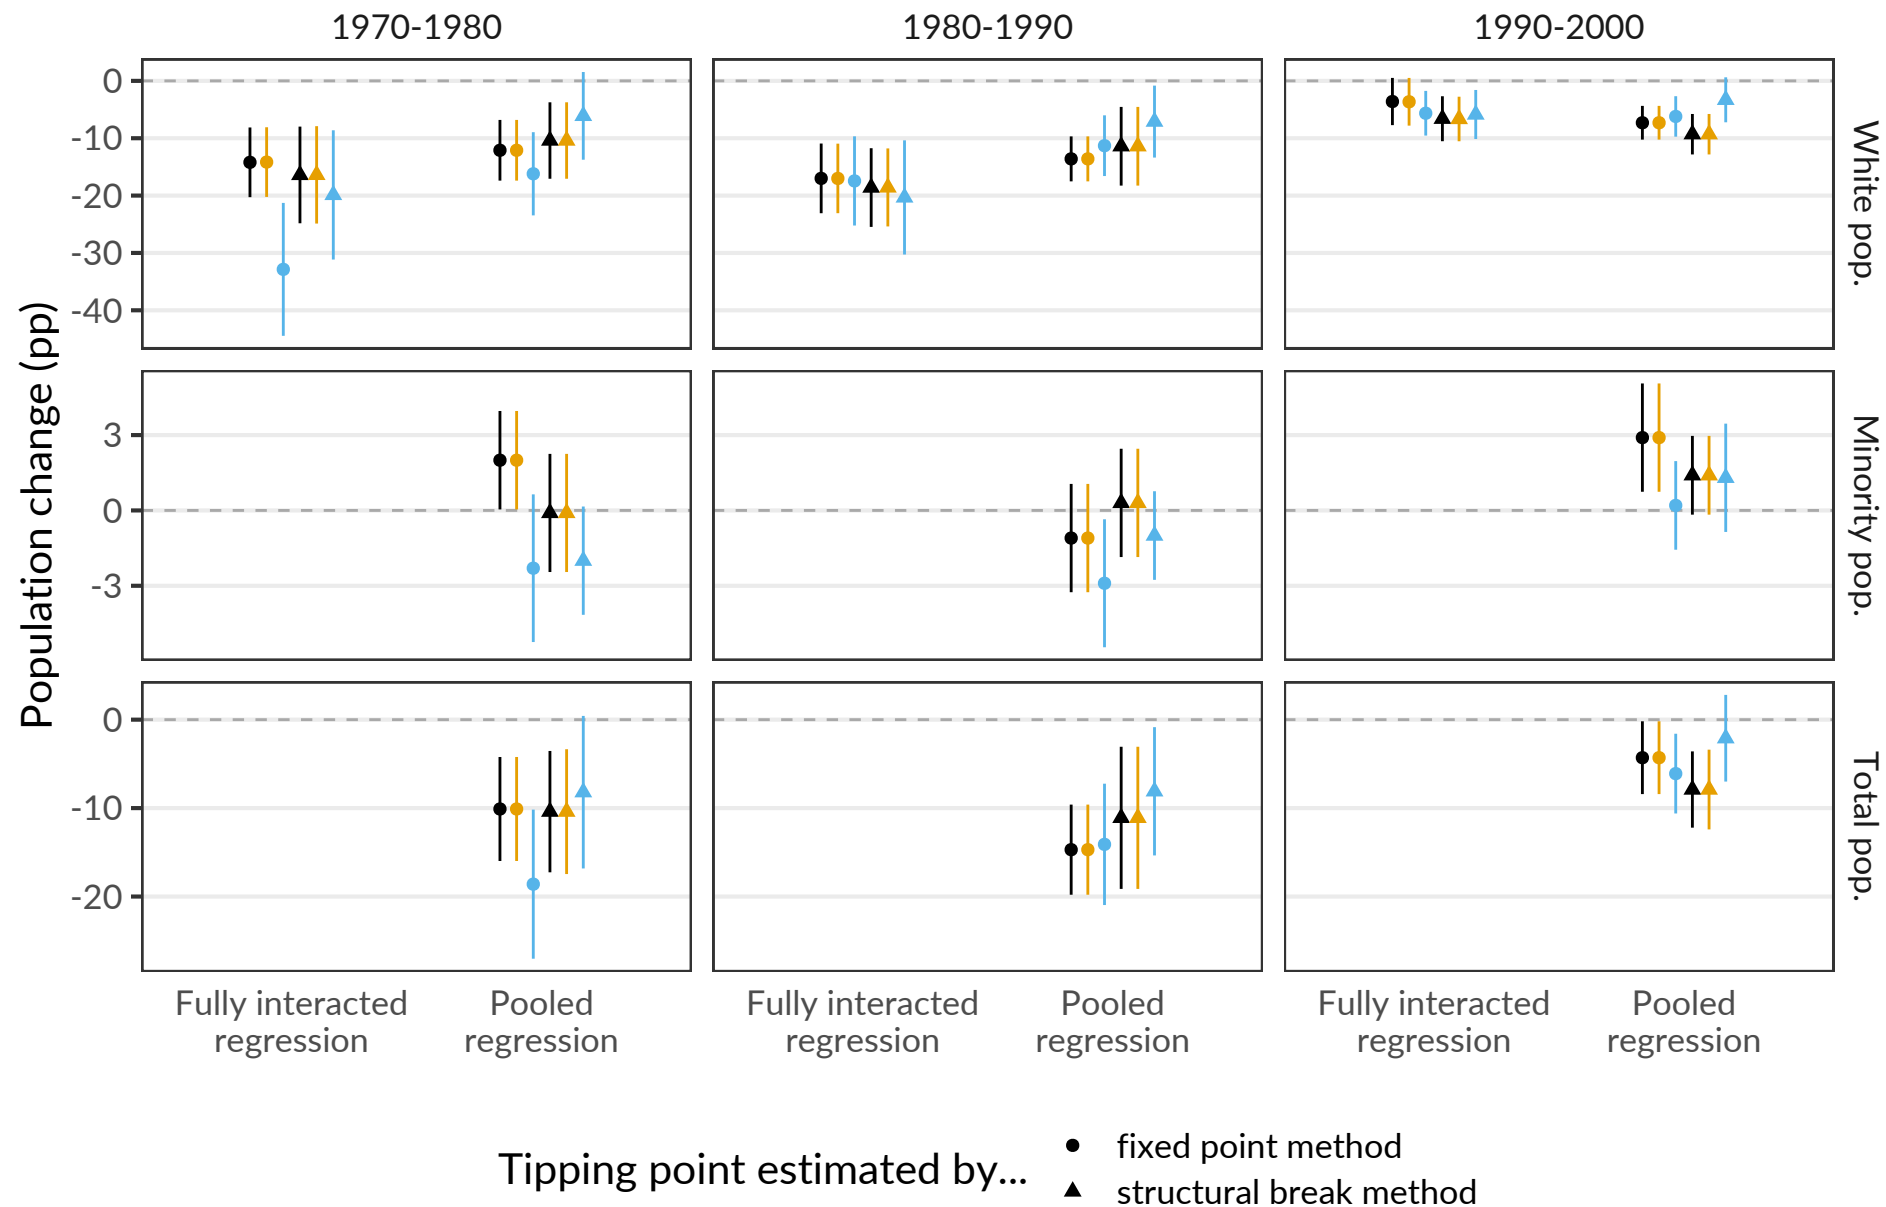 1970-1980
1980-1990
1990-2000
Population change (pp)
0
-10
-20
-30
-40
White pop.
3
0
-3
Minority pop.
0
-10
-20
Total pop.
Fully interacted
regression
Pooled
regression
Fully interacted
regression
Pooled
regression
Fully interacted
regression
Pooled
regression
Tipping point estimated by...
fixed point method
structural break method